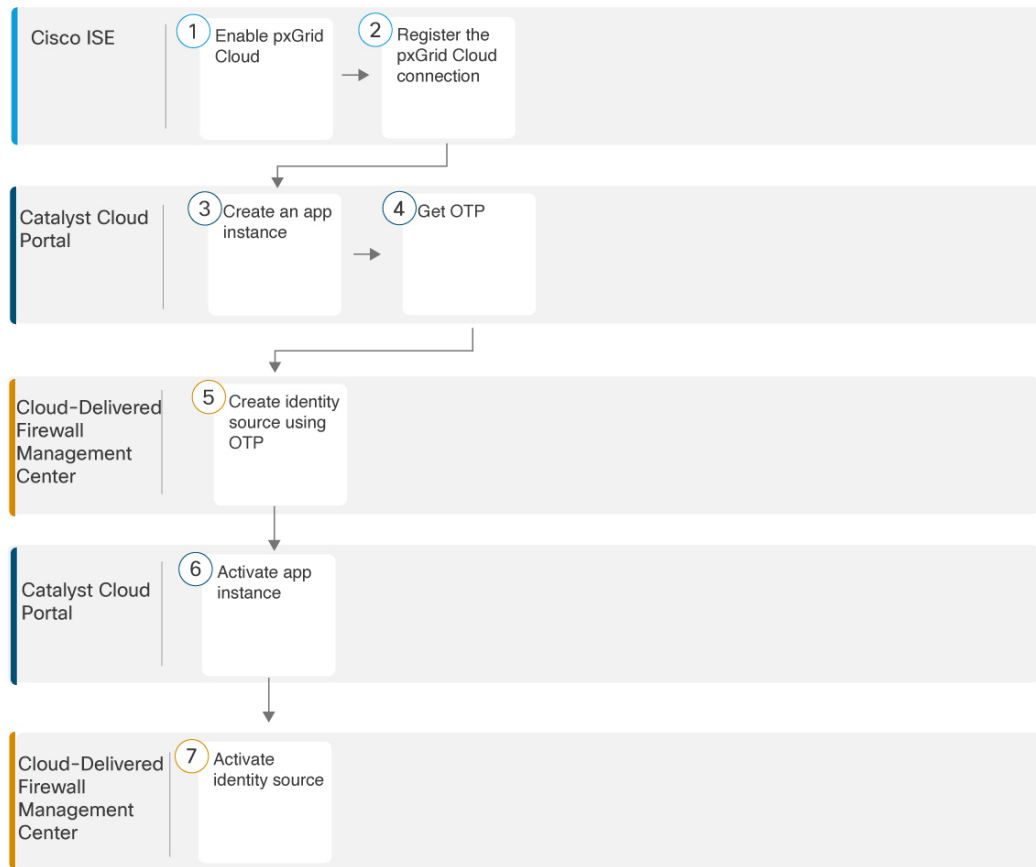 Cisco ISE
1
Enable pxGrid
Cloud
2
Register the
pxGrid Cloud
connection
Catalyst Cloud
Portal
3
Create an app
instance
4
Get OTP
Cloud-Delivered
Firewall
Management
Center
5
Create identity
source using
OTP
Catalyst Cloud
Portal
6
Activate app
instance
Cloud-Delivered
Firewall
Management
Center
7
Activate
identity source